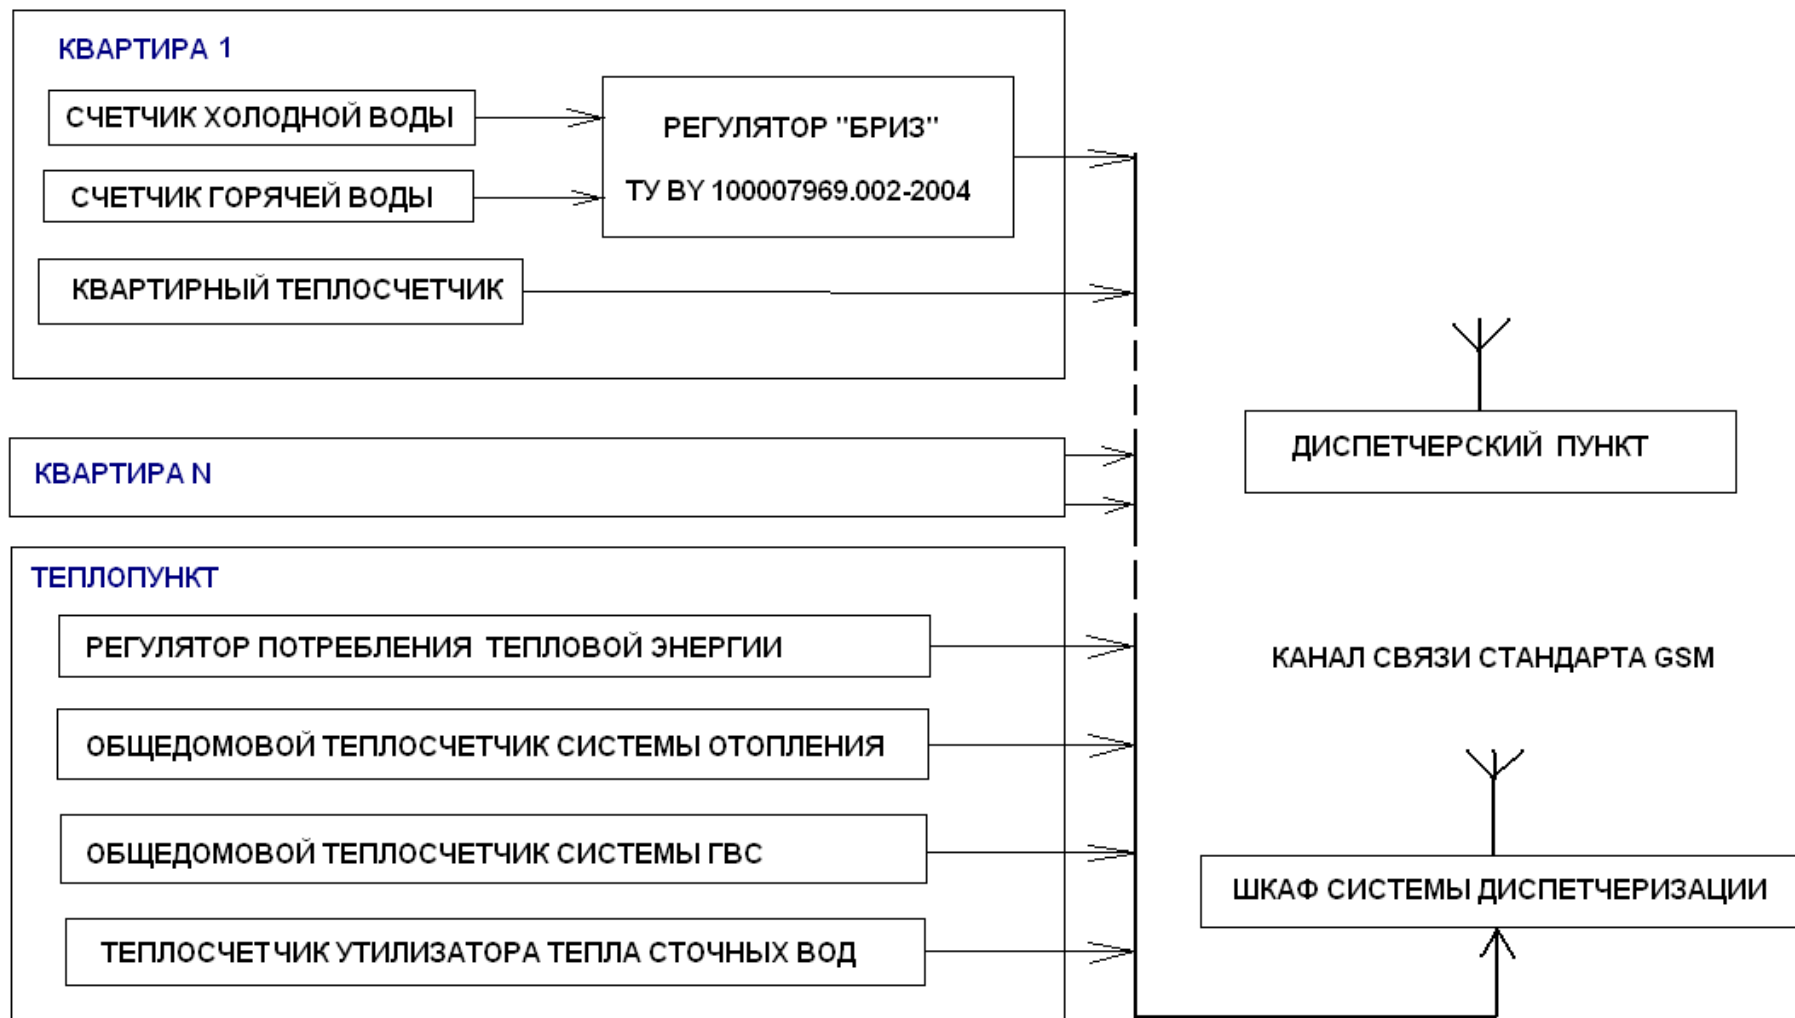 КВАРТИРА 1
СЧЕТЧИК ХОЛОДНОЙ ВОДЫ
СЧЕТЧИК ГОРЯЧЕЙ ВОДЫ
РЕГУЛЯТОР "БРИЗ"
ТУ BY 100007969.002-2004
КВАРТИРНЫЙ ТЕПЛОСЧЕТЧИК
КВАРТИРА N
ТЕПЛОПУНКТ
РЕГУЛЯТОР ПОТРЕБЛЕНИЯ ТЕПЛОВОЙ ЭНЕРГИИ
ОБЩЕДОМОВОЙ ТЕПЛОСЧЕТЧИК СИСТЕМЫ ОТОПЛЕНИЯ
ОБЩЕДОМОВОЙ ТЕПЛОСЧЕТЧИК СИСТЕМЫ ГВС
ТЕПЛОСЧЕТЧИК УТИЛИЗАТОРА ТЕПЛА СТОЧНЫХ ВОД
ДИСПЕТЧЕРСКИЙ ПУНКТ
КАНАЛ СВЯЗИ СТАНДАРТА GSM
ШКАФ СИСТЕМЫ ДИСПЕТЧЕРИЗАЦИИ